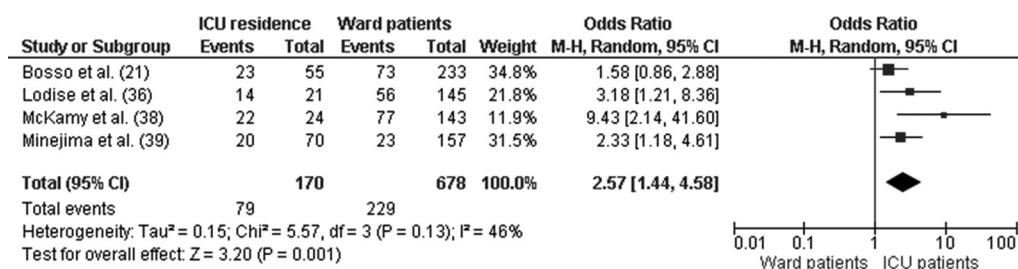 ICU residence Ward patients Odds Ratio Odds Ratio
Study or Subgroup Events Total Events Total Weight M-H, Random, 95% CI M-H, Random, 95% CI
Bosso et al. (21) 23 55 73 233 34.8% 1.58 [0.86, 2.88]
Lodise et al. (36) 14 21 56 145 21.8% 3.18 [1.21, 8.36]
McKamy et al. (38) 22 24 77 143 11.9% 9.43 [2.14, 41.60]
Minejima et al. (39) 20 70 23 157 31.5% 2.33 [1.18, 4.61]
Total (95% CI) 170 678 100.0% 2.57 [1.44, 4.58]
Total events 79 229
Heterogeneity: Tau² = 0.15; Chi² = 5.57, df = 3 (P = 0.13); I² = 46%
Test for overall effect: Z = 3.20 (P = 0.001)
0.01 0.1 1 10 100
Ward patients ICU patients